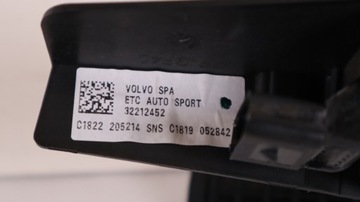 VOLVO SPA
ETC AUTO SPORT
32212452
C1822 205214 SNS C1819 052842